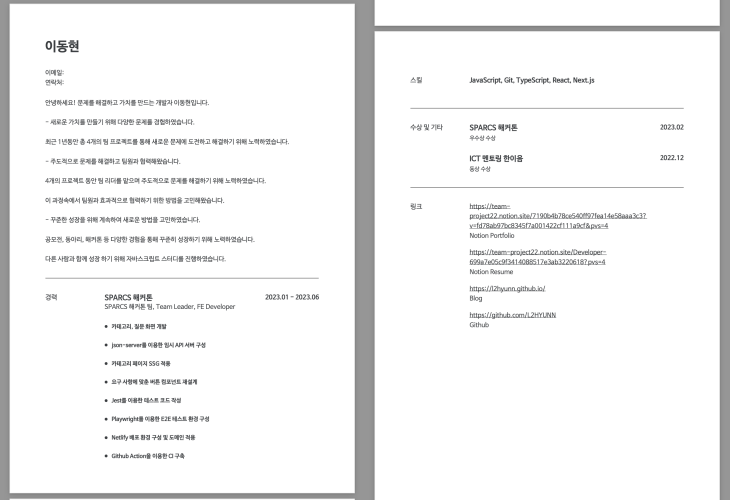 이동현
이메일:
연락처:
안녕하세요! 문제를 해결하고 가치를 만드는 개발자 이동현입니다.
- 새로운 가치를 만들기 위해 다양한 문제를 경험하였습니다.
최근 1년동안 총 4개의 팀 프로젝트를 통해 새로운 문제에 도전하고 해결하기 위해 노력하였습니다.
- 주도적으로 문제를 해결하고 팀원과 협력해왔습니다.
4개의 프로젝트 동안 팀 리더를 맡으며 주도적으로 문제를 해결하기 위해 노력하였습니다.
이 과정속에서 팀원과 효과적으로 협력하기 위한 방법을 고민해왔습니다.
- 꾸준한 성장을 위해 계속하여 새로운 방법을 고민하였습니다.
공모전, 동아리, 해커톤 등 다양한 경험을 통해 꾸준히 성장하기 위해 노력하였습니다.
다른 사람과 함께 성장 하기 위해 자바스크립트 스터디를 진행하였습니다.
경력
SPARCS 해커톤 2023.01 - 2023.06
SPARCS 해커톤 팀, Team Leader, FE Developer
• 카테고리, 질문 화면 개발
• json-server를 이용한 임시 API 서버 구성
• 카테고리 페이지 SSG 적용
• 요구 사항에 맞춘 버튼 컴포넌트 재설계
• Jest를 이용한 테스트 코드 작성
• Playwright를 이용한 E2E 테스트 환경 구성
• Netlify 배포 환경 구성 및 도메인 적용
• Github Action을 이용한 CI 구축
스킬 JavaScript, Git, TypeScript, React, Next.js
수상 및 기타 SPARCS 해커톤 2023.02
우수상 수상
ICT 멘토링 한이음 2022.12
동상 수상
링크
https://team-
project22.notion.site/7190b4b78ce540ff97fea14e58aaa3c3?
v=fd78ab97bc8345f7a001422cf111a9cf&pvs=4
Notion Portfolio
https://team-project22.notion.site/Developer-
699a7e05c9f3414088517e3ab3220618?pvs=4
Notion Resume
https://l2hyunn.github.io/
Blog
https://github.com/L2HYUNN
Github